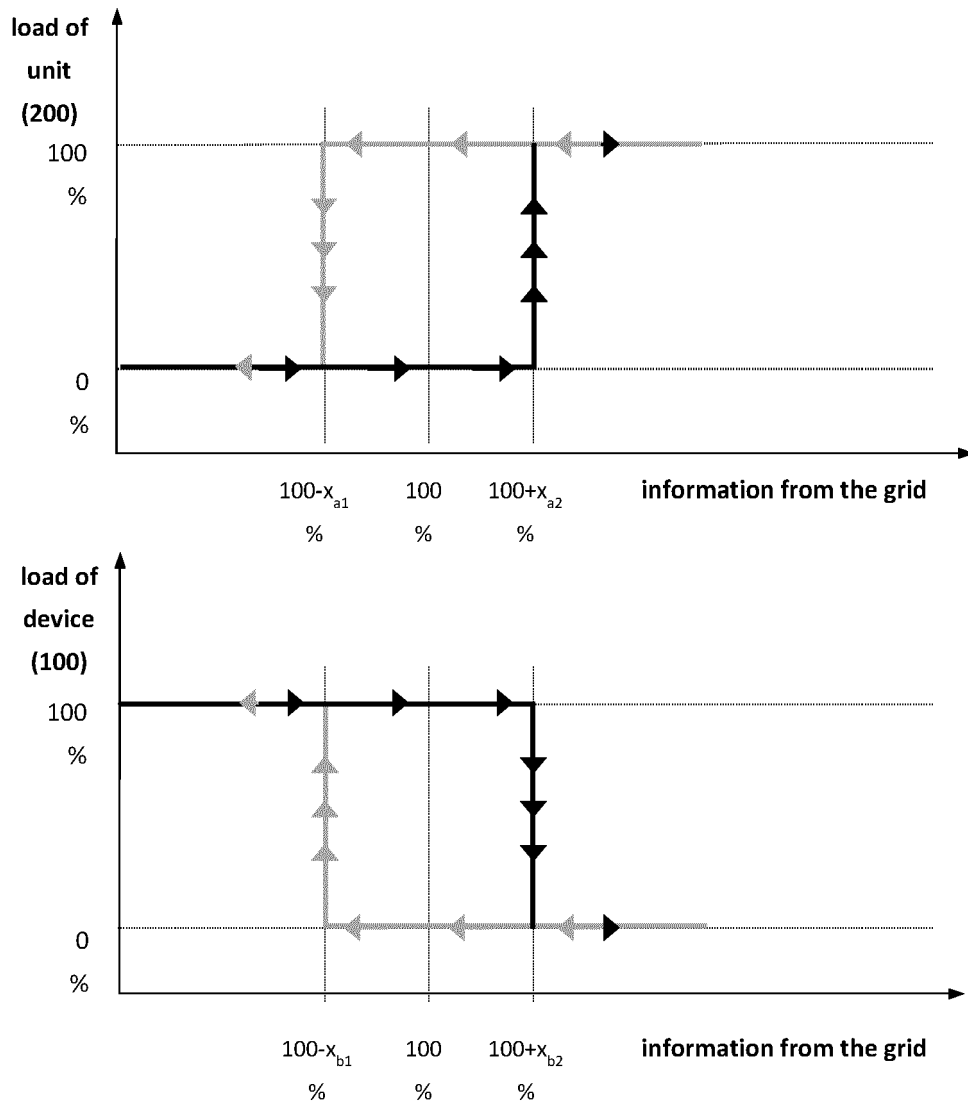 load of
unit
(200)
100
%
0
%
100-xa1 100 100+xa2 information from the grid
% % %
load of
device
(100)
100
%
0
%
100-xb1 100 100+xb2 information from the grid
% % %